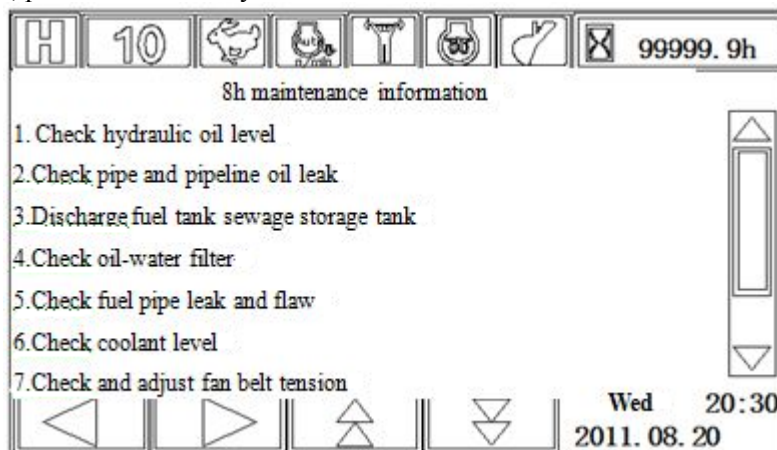 H 10 Aut n/min 99999. 9h
8h maintenance information
1. Check hydraulic oil level
2.Check pipe and pipeline oil leak
3.Discharge fuel tank sewage storage tank
4.Check oil-water filter
5.Check fuel pipe leak and flaw
6.Check coolant level
7.Check and adjust fan belt tension
Wed 20:30
2011. 08. 20